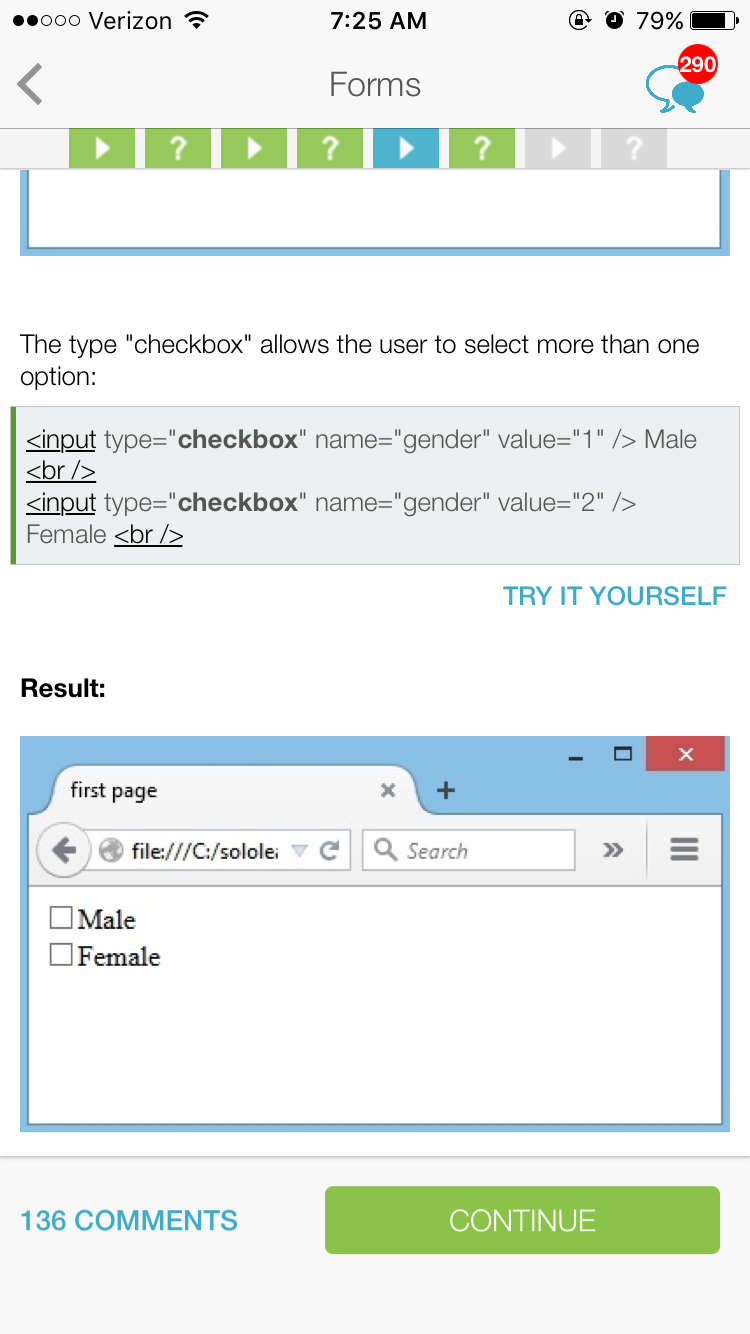 Verizon 7:25 AM 79%
Forms
290
? ? ? ?
The type "checkbox" allows the user to select more than one
option:
<input type="checkbox" name="gender" value="1" /> Male
<br />
<input type="checkbox" name="gender" value="2" />
Female <br />
TRY IT YOURSELF
Result:
first page
file:///C:/solole Search
Male
Female
136 COMMENTS CONTINUE